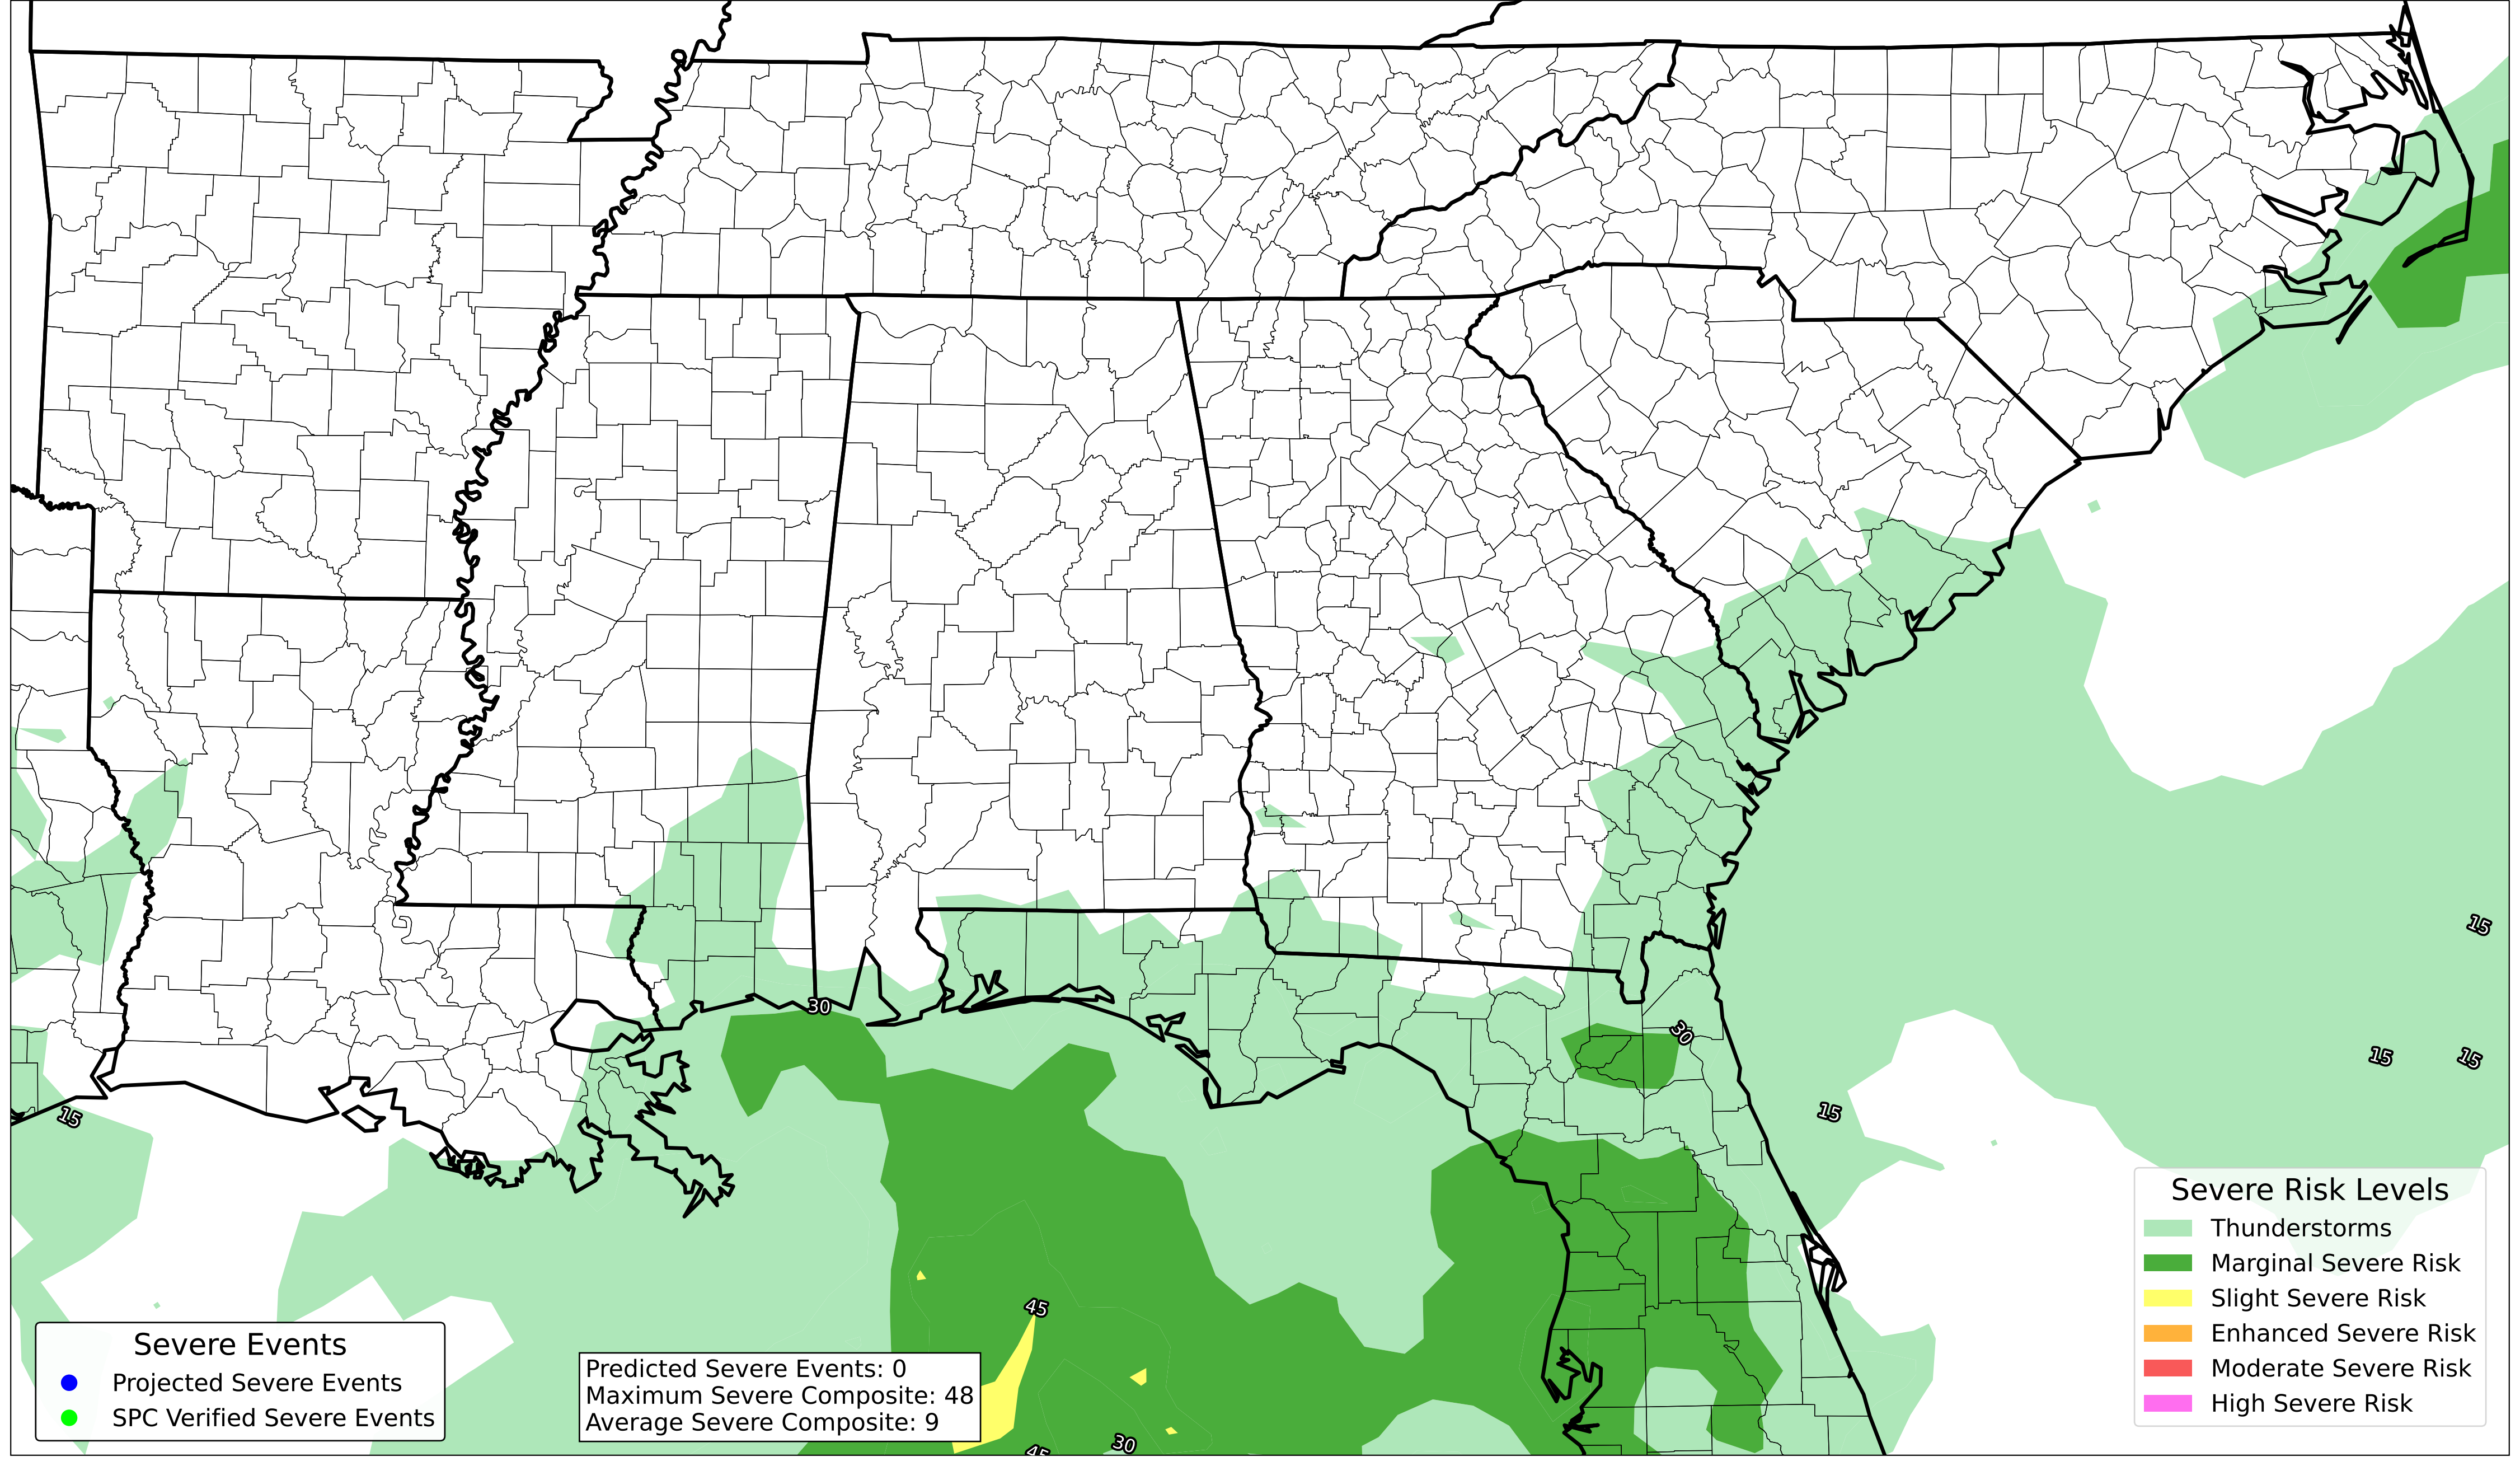 15
30
30
15
15
15
15
45
45
30
Severe Events
Projected Severe Events
SPC Verified Severe Events
Predicted Severe Events: 0
Maximum Severe Composite: 48
Average Severe Composite: 9
Severe Risk Levels
Thunderstorms
Marginal Severe Risk
Slight Severe Risk
Enhanced Severe Risk
Moderate Severe Risk
High Severe Risk